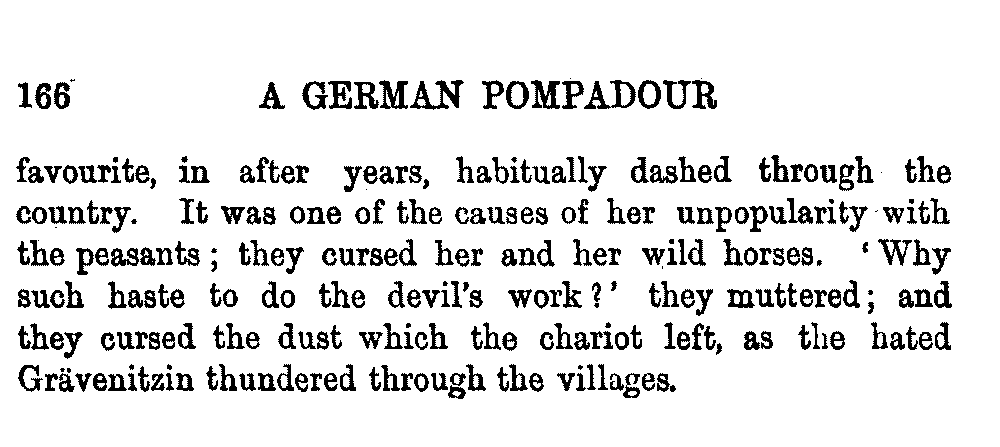 166 A GERMAN POMPADOUR
favourite, in after years, habitually dashed through the
country. It was one of the causes of her unpopularity with
the peasants; they cursed her and her wild horses. ‘Why
such haste to do the devil's work?’ they muttered; and
they cursed the dust which the chariot left, as the hated
Grävenitzin thundered through the villages.